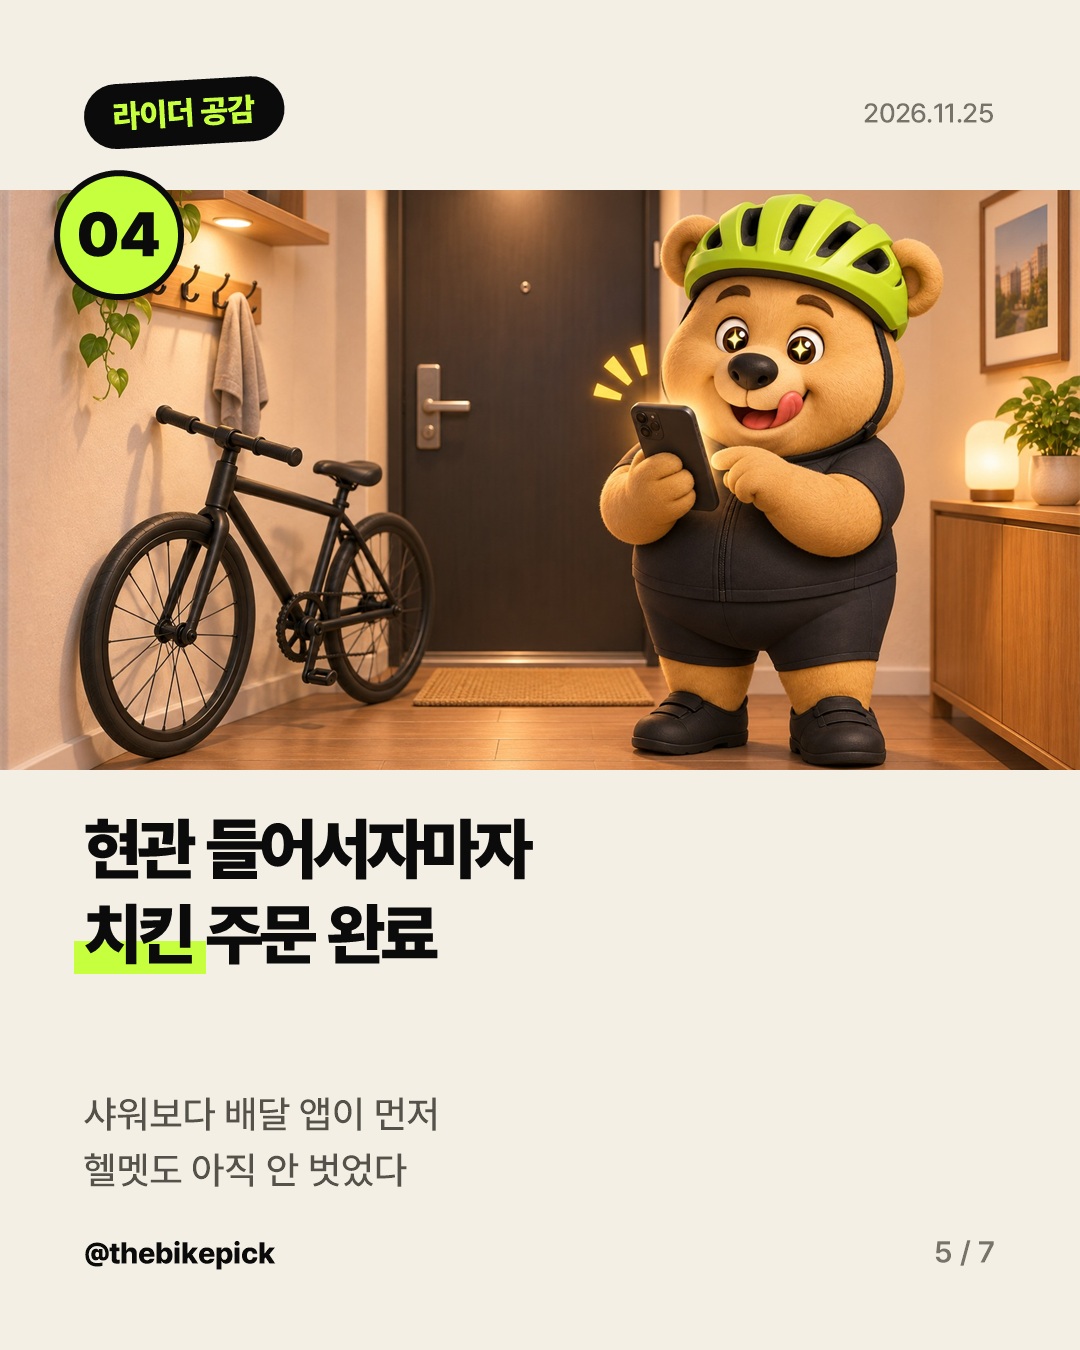 라이더 공감
2026.11.25
04
현관 들어서자마자
치킨 주문 완료
샤워보다 배달 앱이 먼저
헬멧도 아직 안 벗었다
@thebikepick
5 / 7